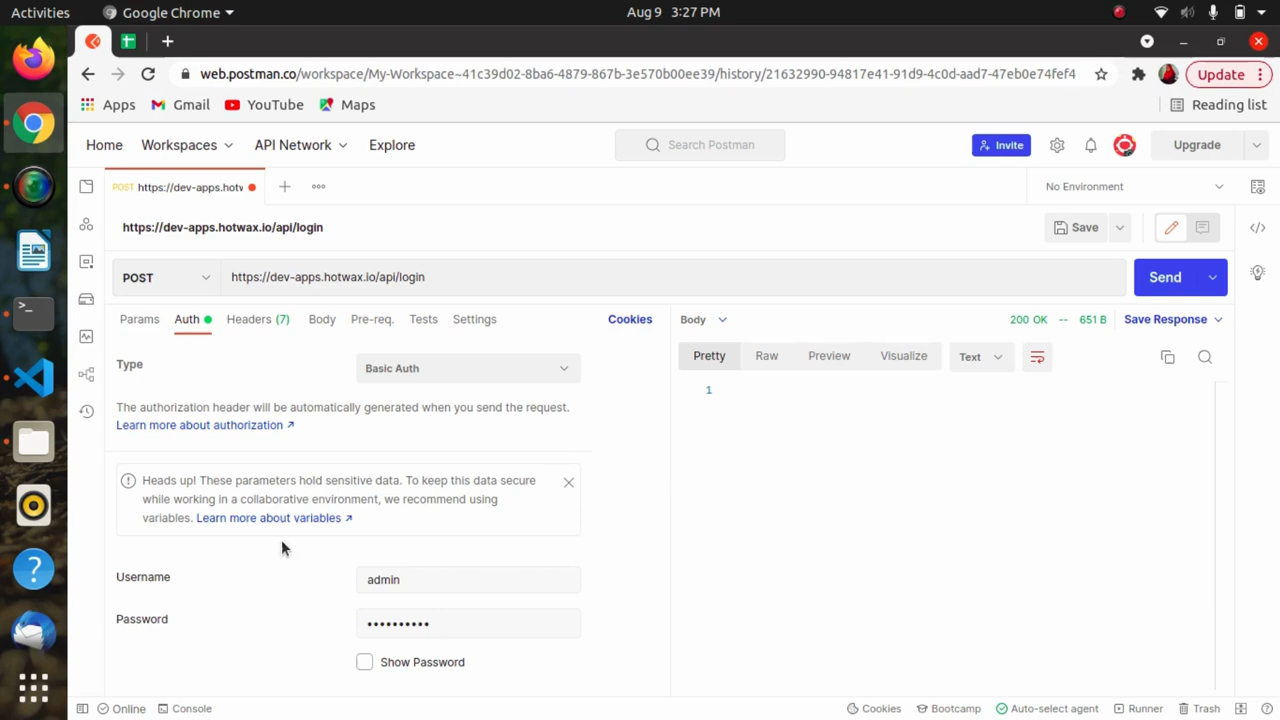 Activities
Google Chrome
Aug 9 3:27 PM
web.postman.co/workspace/My-Workspace~41c39d02-8ba6-4879-867b-3e570b00ee39/history/21632990-94817e41-91d9-4c0d-aad7-47eb0e74fef4
Update
Apps
Gmail
YouTube
Maps
Reading list
Home
Workspaces
API Network
Explore
Search Postman
Invite
Upgrade
POST https://dev-apps.hotw
No Environment
https://dev-apps.hotwax.io/api/login
Save
POST
https://dev-apps.hotwax.io/api/login
Send
Params
Auth
Headers (7)
Body
Pre-req.
Tests
Settings
Cookies
Body
200 OK -- 651 B
Save Response
Pretty
Raw
Preview
Visualize
Text
1
Type
Basic Auth
The authorization header will be automatically generated when you send the request.
Learn more about authorization ↗
Heads up! These parameters hold sensitive data. To keep this data secure
while working in a collaborative environment, we recommend using
variables. Learn more about variables ↗
Username
admin
Password
••••••••••
Show Password
Online
Console
Cookies
Bootcamp
Auto-select agent
Runner
Trash